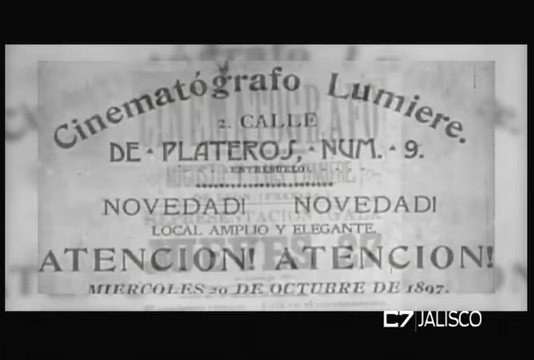 Cinematógrafo Lumiere.
2. CALLE
DE - PLATEROS, - NUM. - 9.
ENTRESUELO.
NOVEDAD! NOVEDAD!
LOCAL AMPLIO Y ELEGANTE.
ATENCION! ATENCION!
MIERCOLES 20 DE OCTUBRE DE 1897.
C7 JALISCO